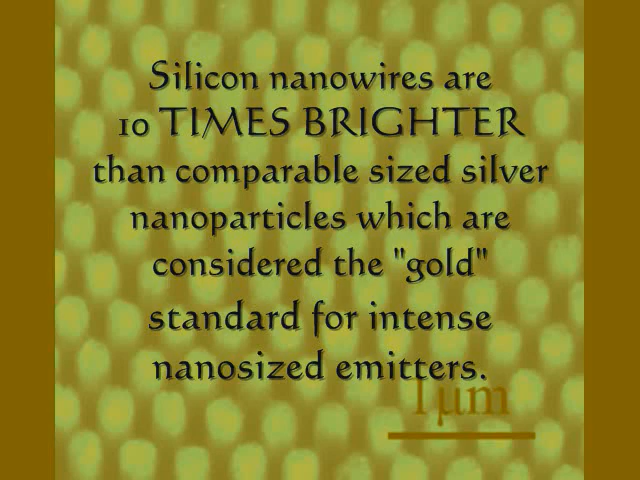 Silicon nanowires are
10 TIMES BRIGHTER
than comparable sized silver
nanoparticles which are
considered the "gold"
standard for intense
nanosized emitters.
1µm